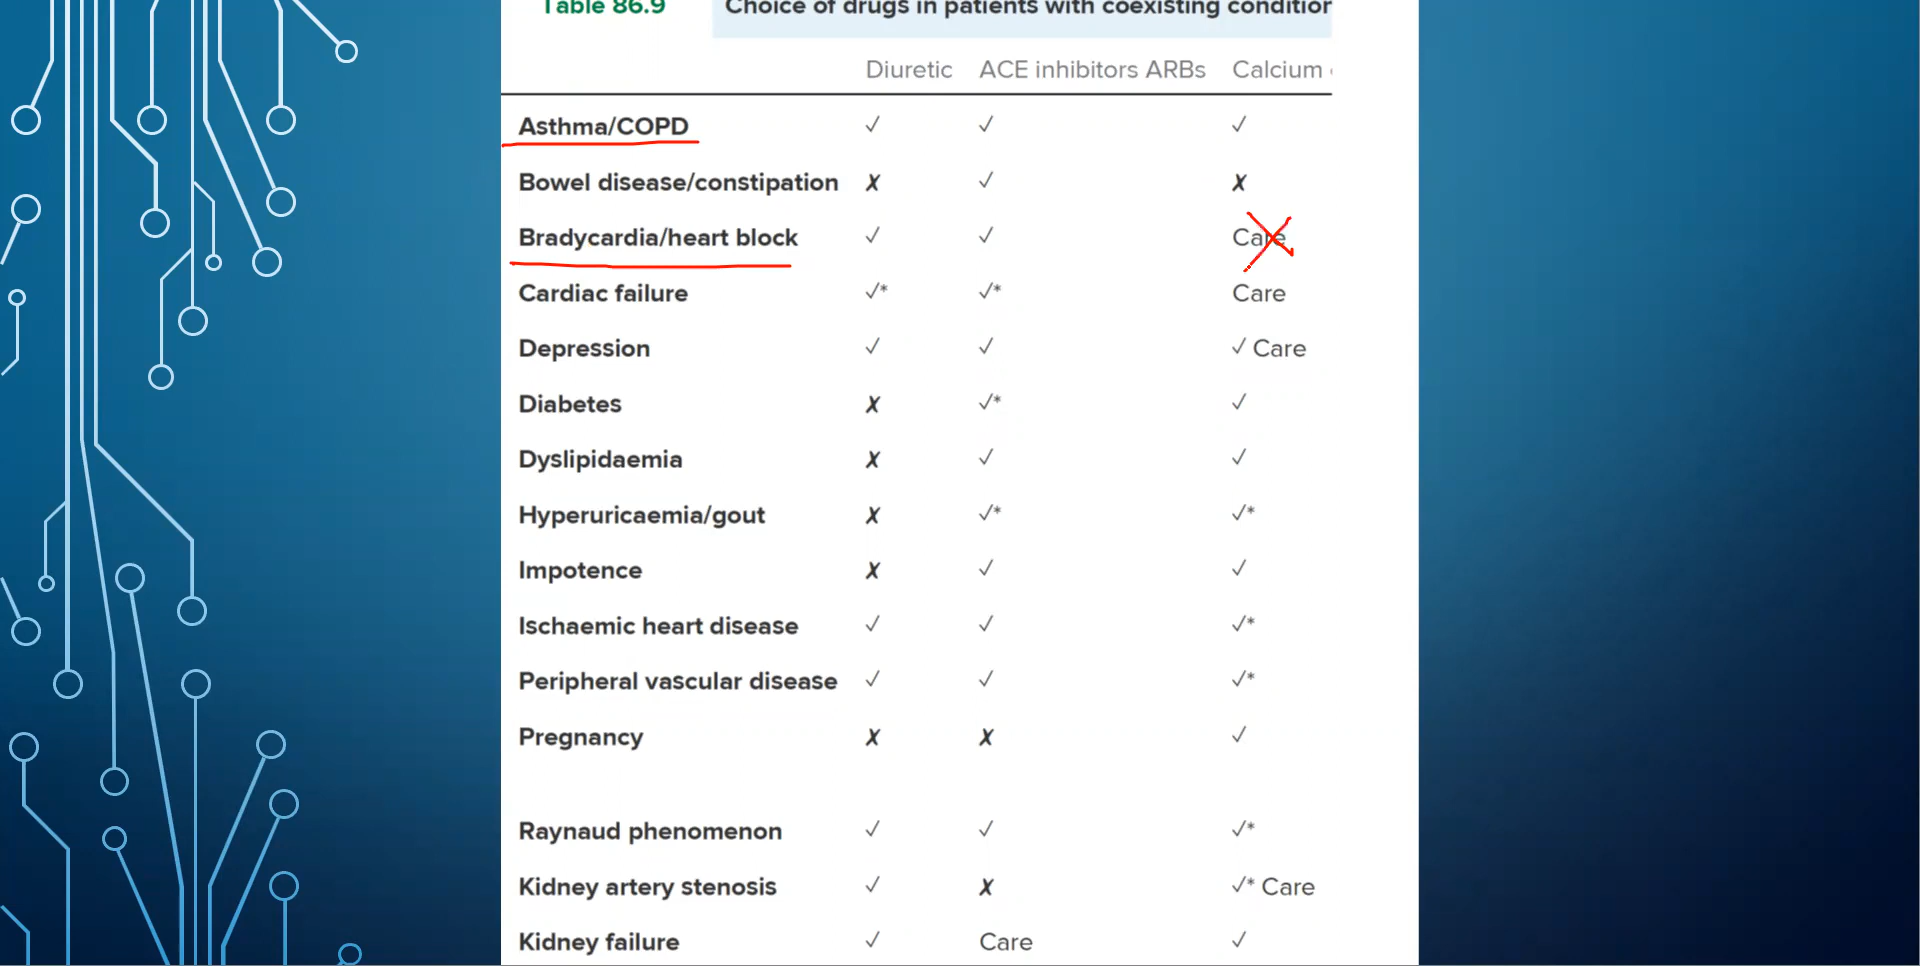 Table 86.9 Choice of drugs in patients with coexisting condition
Diuretic ACE inhibitors ARBs Calcium
Asthma/COPD ✓ ✓ ✓
Bowel disease/constipation ✗ ✓ ✗
Bradycardia/heart block ✓ ✓ Care
Cardiac failure ✓* ✓* Care
Depression ✓ ✓ ✓ Care
Diabetes ✗ ✓* ✓
Dyslipidaemia ✗ ✓ ✓
Hyperuricaemia/gout ✗ ✓* ✓*
Impotence ✗ ✓ ✓
Ischaemic heart disease ✓ ✓ ✓*
Peripheral vascular disease ✓ ✓ ✓*
Pregnancy ✗ ✗ ✓
Raynaud phenomenon ✓ ✓ ✓*
Kidney artery stenosis ✓ ✗ ✓* Care
Kidney failure ✓ Care ✓